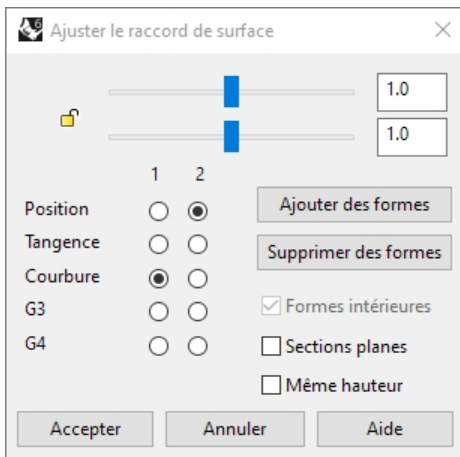 Ajuster le raccord de surface
1.0
1.0
1 2
Position
Tangence
Courbure
G3
G4
Ajouter des formes
Supprimer des formes
Formes intérieures
Sections planes
Même hauteur
Accepter Annuler Aide